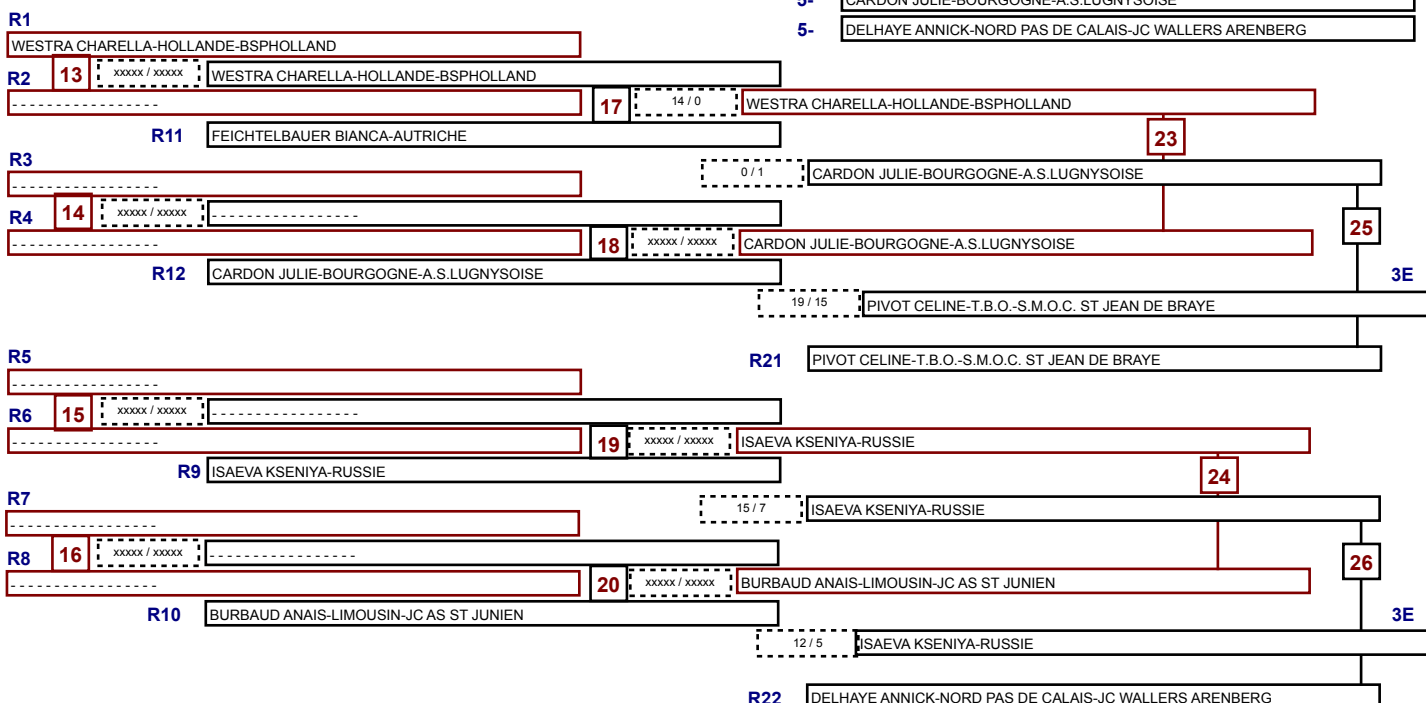 5- CARDON JULIE-BOURGOGNE-A.S.LUGNYSOISE
5- DELHAYE ANNICK-NORD PAS DE CALAIS-JC WALLERS ARENBERG
R1
WESTRA CHARELLA-HOLLANDE-BSPHOLLAND
R2 13 xxxxx / xxxxx WESTRA CHARELLA-HOLLANDE-BSPHOLLAND
- - - - - - - - - - - - - - - - - 17 14 / 0 WESTRA CHARELLA-HOLLANDE-BSPHOLLAND
R11 FEICHTELBAUER BIANCA-AUTRICHE
23
R3
0 / 1 CARDON JULIE-BOURGOGNE-A.S.LUGNYSOISE
- - - - - - - - - - - - - - - - -
R4 14 xxxxx / xxxxx - - - - - - - - - - - - - - - - -
25
- - - - - - - - - - - - - - - - - 18 xxxxx / xxxxx CARDON JULIE-BOURGOGNE-A.S.LUGNYSOISE
R12 CARDON JULIE-BOURGOGNE-A.S.LUGNYSOISE
3E
19 / 15 PIVOT CELINE-T.B.O.-S.M.O.C. ST JEAN DE BRAYE
R5
R21 PIVOT CELINE-T.B.O.-S.M.O.C. ST JEAN DE BRAYE
- - - - - - - - - - - - - - - - -
R6 15 xxxxx / xxxxx - - - - - - - - - - - - - - - - -
- - - - - - - - - - - - - - - - - 19 xxxxx / xxxxx ISAEVA KSENIYA-RUSSIE
R9 ISAEVA KSENIYA-RUSSIE
24
R7
15 / 7 ISAEVA KSENIYA-RUSSIE
- - - - - - - - - - - - - - - - -
R8 16 xxxxx / xxxxx - - - - - - - - - - - - - - - - -
26
- - - - - - - - - - - - - - - - - 20 xxxxx / xxxxx BURBAUD ANAIS-LIMOUSIN-JC AS ST JUNIEN
R10 BURBAUD ANAIS-LIMOUSIN-JC AS ST JUNIEN
3E
12 / 5 ISAEVA KSENIYA-RUSSIE
R22 DELHAYE ANNICK-NORD PAS DE CALAIS-JC WALLERS ARENBERG